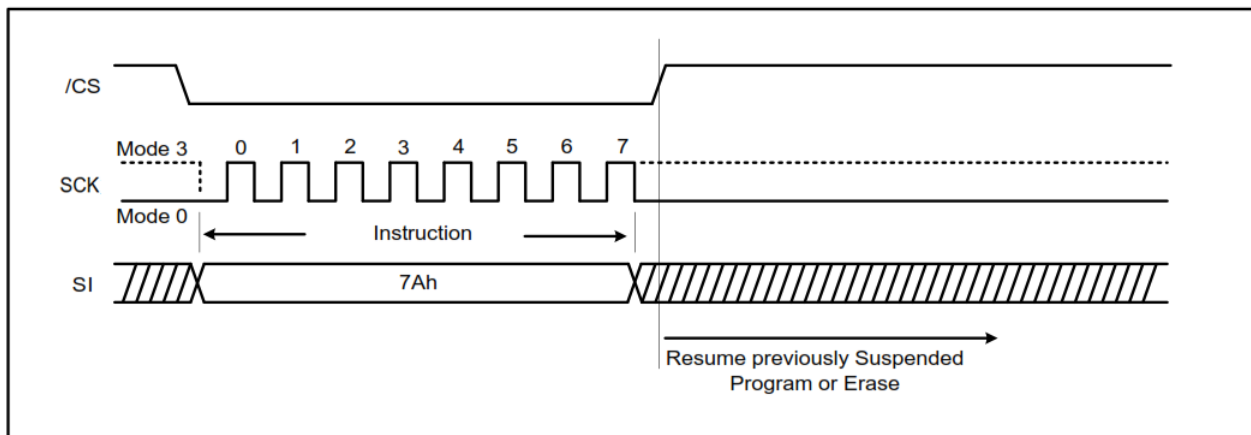 /CS
Mode 3 0 1 2 3 4 5 6 7
SCK
Mode 0
Instruction
SI 7Ah
Resume previously Suspended
Program or Erase